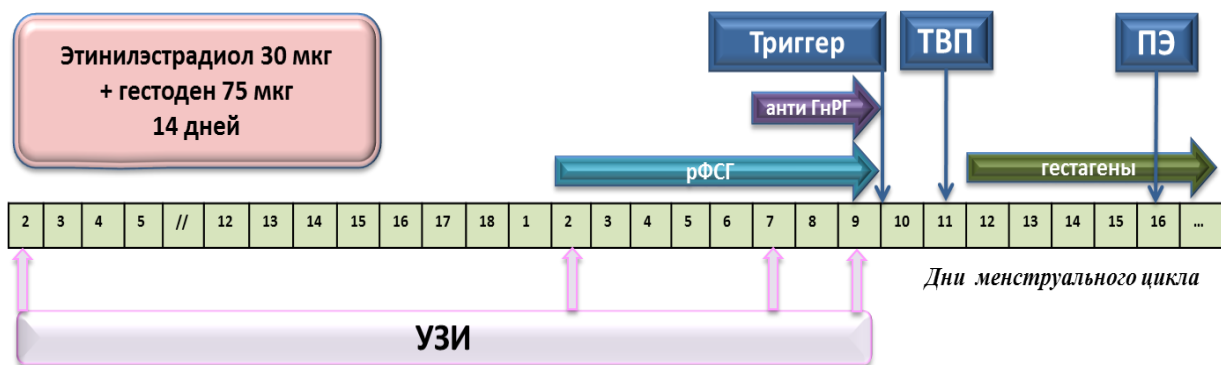 Этинилэстрадиол 30 мкг
+ гестоден 75 мкг
14 дней
Триггер
ТВП
ПЭ
анти ГнРГ
рФСГ
гестагены
2 3 4 5 // 12 13 14 15 16 17 18 1 2 3 4 5 6 7 8 9 10 11 12 13 14 15 16 ...
Дни менструального цикла
УЗИ